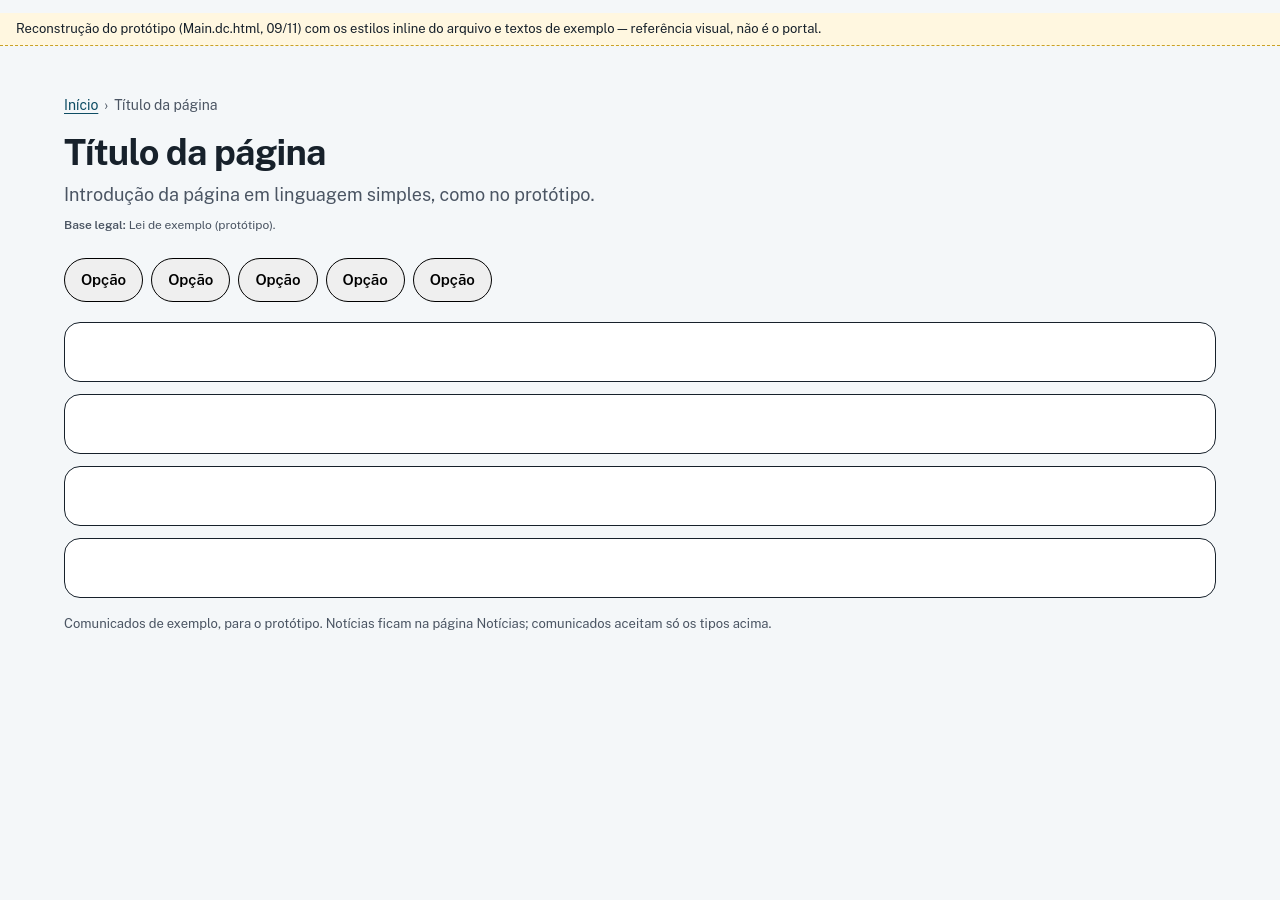 Reconstrução do protótipo (Main.dc.html, 09/11) com os estilos inline do arquivo e textos de exemplo — referência visual, não é o portal.
Início › Título da página
Título da página
Introdução da página em linguagem simples, como no protótipo.
Base legal: Lei de exemplo (protótipo).
Opção Opção Opção Opção Opção
Comunicados de exemplo, para o protótipo. Notícias ficam na página Notícias; comunicados aceitam só os tipos acima.